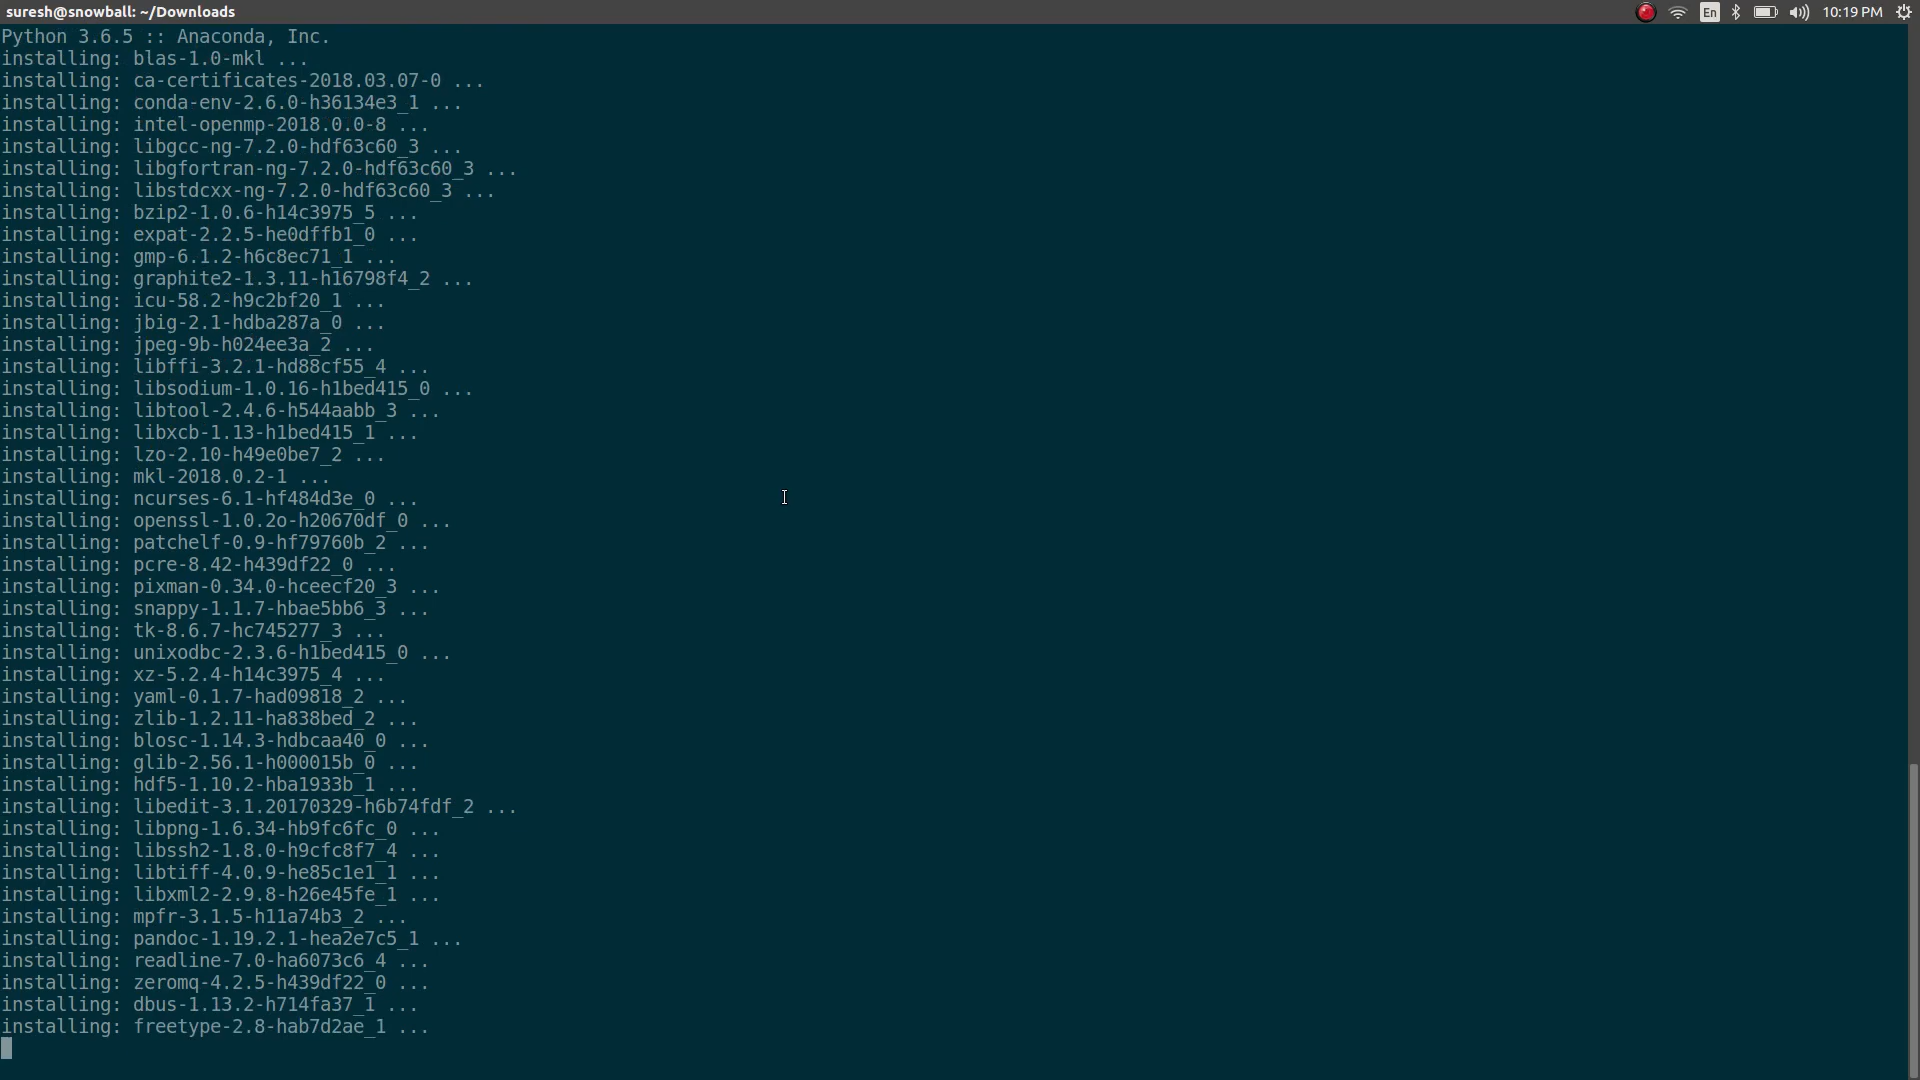 suresh@snowball: ~/Downloads
En
10:19 PM
Python 3.6.5 :: Anaconda, Inc.
installing: blas-1.0-mkl ...
installing: ca-certificates-2018.03.07-0 ...
installing: conda-env-2.6.0-h36134e3_1 ...
installing: intel-openmp-2018.0.0-8 ...
installing: libgcc-ng-7.2.0-hdf63c60_3 ...
installing: libgfortran-ng-7.2.0-hdf63c60_3 ...
installing: libstdcxx-ng-7.2.0-hdf63c60_3 ...
installing: bzip2-1.0.6-h14c3975_5 ...
installing: expat-2.2.5-he0dffb1_0 ...
installing: gmp-6.1.2-h6c8ec71_1 ...
installing: graphite2-1.3.11-h16798f4_2 ...
installing: icu-58.2-h9c2bf20_1 ...
installing: jbig-2.1-hdba287a_0 ...
installing: jpeg-9b-h024ee3a_2 ...
installing: libffi-3.2.1-hd88cf55_4 ...
installing: libsodium-1.0.16-h1bed415_0 ...
installing: libtool-2.4.6-h544aabb_3 ...
installing: libxcb-1.13-h1bed415_1 ...
installing: lzo-2.10-h49e0be7_2 ...
installing: mkl-2018.0.2-1 ...
installing: ncurses-6.1-hf484d3e_0 ...
installing: openssl-1.0.2o-h20670df_0 ...
installing: patchelf-0.9-hf79760b_2 ...
installing: pcre-8.42-h439df22_0 ...
installing: pixman-0.34.0-hceecf20_3 ...
installing: snappy-1.1.7-hbae5bb6_3 ...
installing: tk-8.6.7-hc745277_3 ...
installing: unixodbc-2.3.6-h1bed415_0 ...
installing: xz-5.2.4-h14c3975_4 ...
installing: yaml-0.1.7-had09818_2 ...
installing: zlib-1.2.11-ha838bed_2 ...
installing: blosc-1.14.3-hdbcaa40_0 ...
installing: glib-2.56.1-h000015b_0 ...
installing: hdf5-1.10.2-hba1933b_1 ...
installing: libedit-3.1.20170329-h6b74fdf_2 ...
installing: libpng-1.6.34-hb9fc6fc_0 ...
installing: libssh2-1.8.0-h9cfc8f7_4 ...
installing: libtiff-4.0.9-he85c1e1_1 ...
installing: libxml2-2.9.8-h26e45fe_1 ...
installing: mpfr-3.1.5-h11a74b3_2 ...
installing: pandoc-1.19.2.1-hea2e7c5_1 ...
installing: readline-7.0-ha6073c6_4 ...
installing: zeromq-4.2.5-h439df22_0 ...
installing: dbus-1.13.2-h714fa37_1 ...
installing: freetype-2.8-hab7d2ae_1 ...